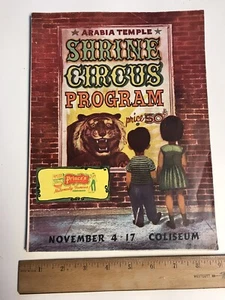 ARABIA TEMPLE
SHRINE
CIRCUS
PROGRAM
price 50¢
NOVEMBER 4-17 COLISEUM